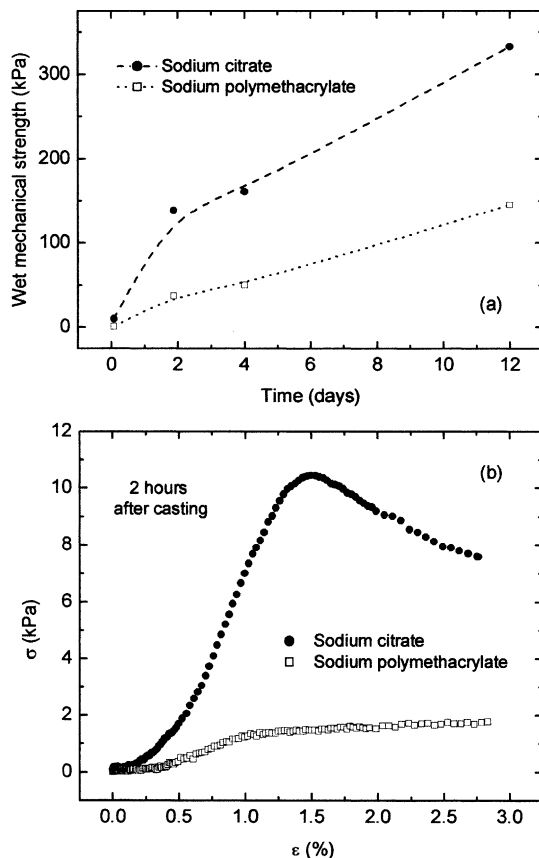 Wet mechanical strength (kPa)
300
200
100
0
Sodium citrate
Sodium polymethacrylate
(a)
0 2 4 6 8 10 12
Time (days)
12
10
8
6
4
2
0
σ (kPa)
2 hours
after casting
(b)
Sodium citrate
Sodium polymethacrylate
0.0 0.5 1.0 1.5 2.0 2.5 3.0
ε (%)